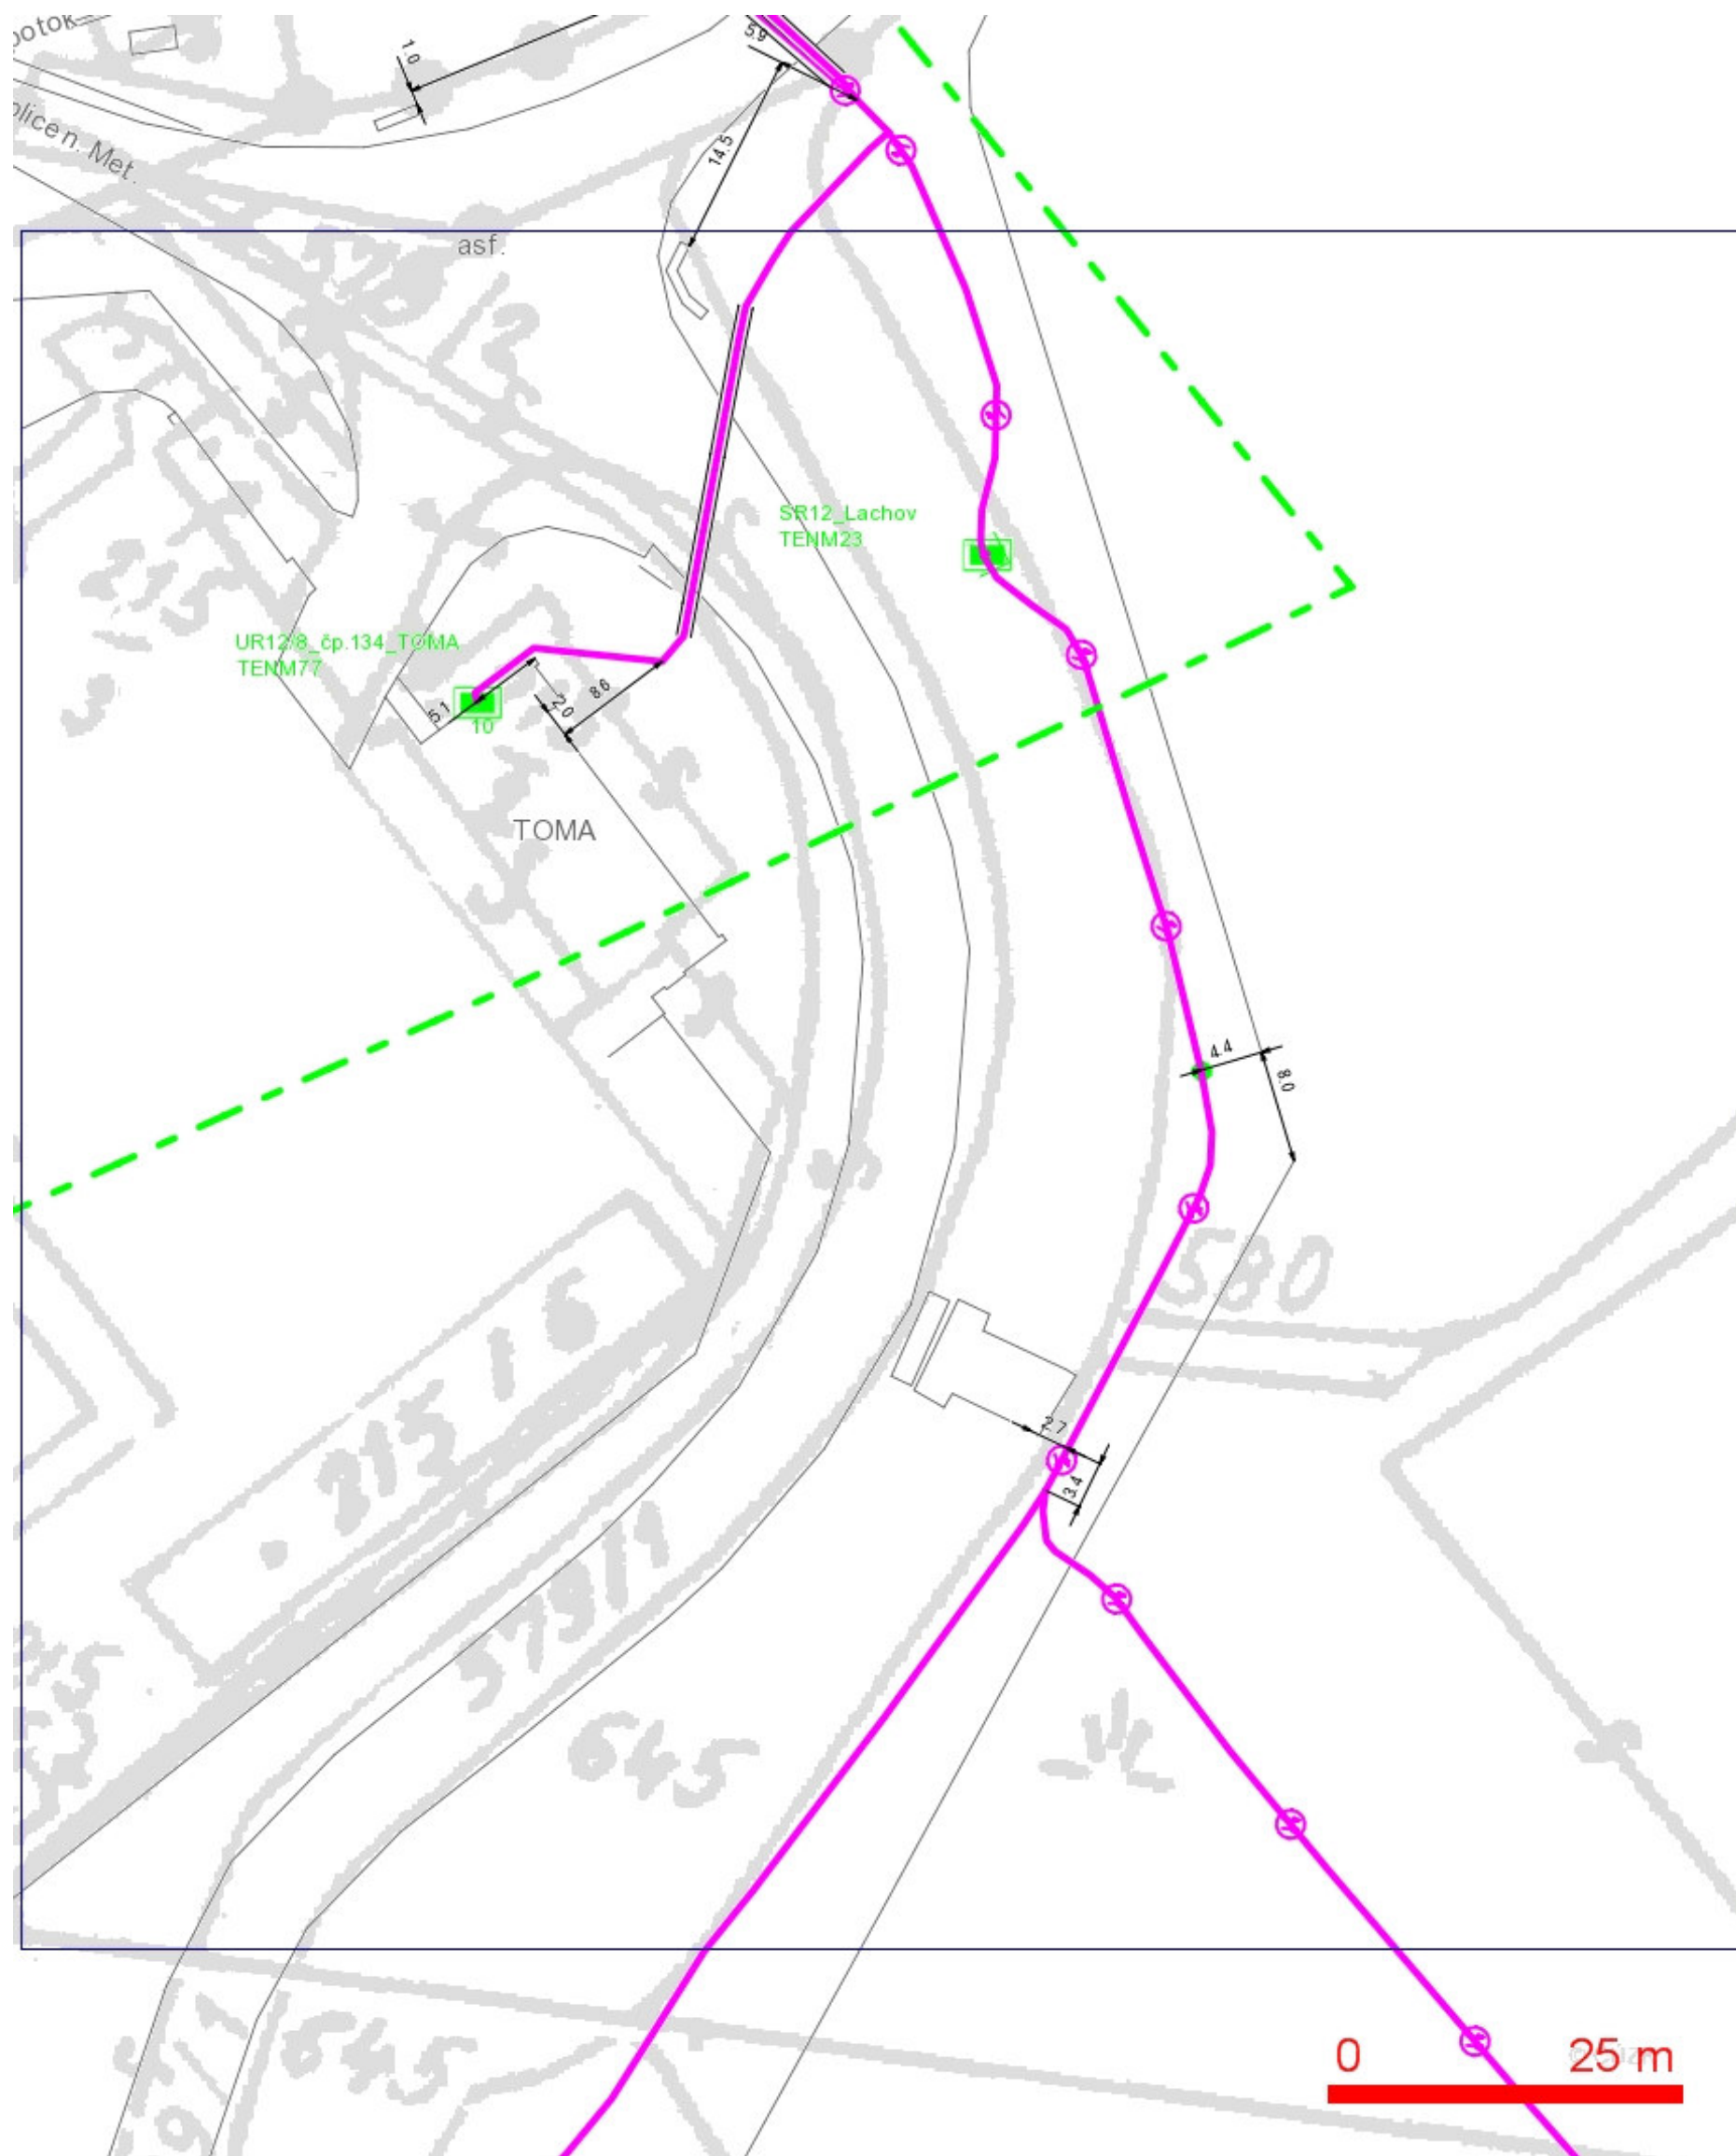 potok
1.0
5.9
olice n. Met.
14.5
asf.
SR12_Lachov
TENM23
UR12/8_čp.134_TOMA
TENM77
5.1
10
2.0
8.6
TOMA
4.4
8.0
580
215 1 6
2.7
3.4
579/1
645
645
0
25 m